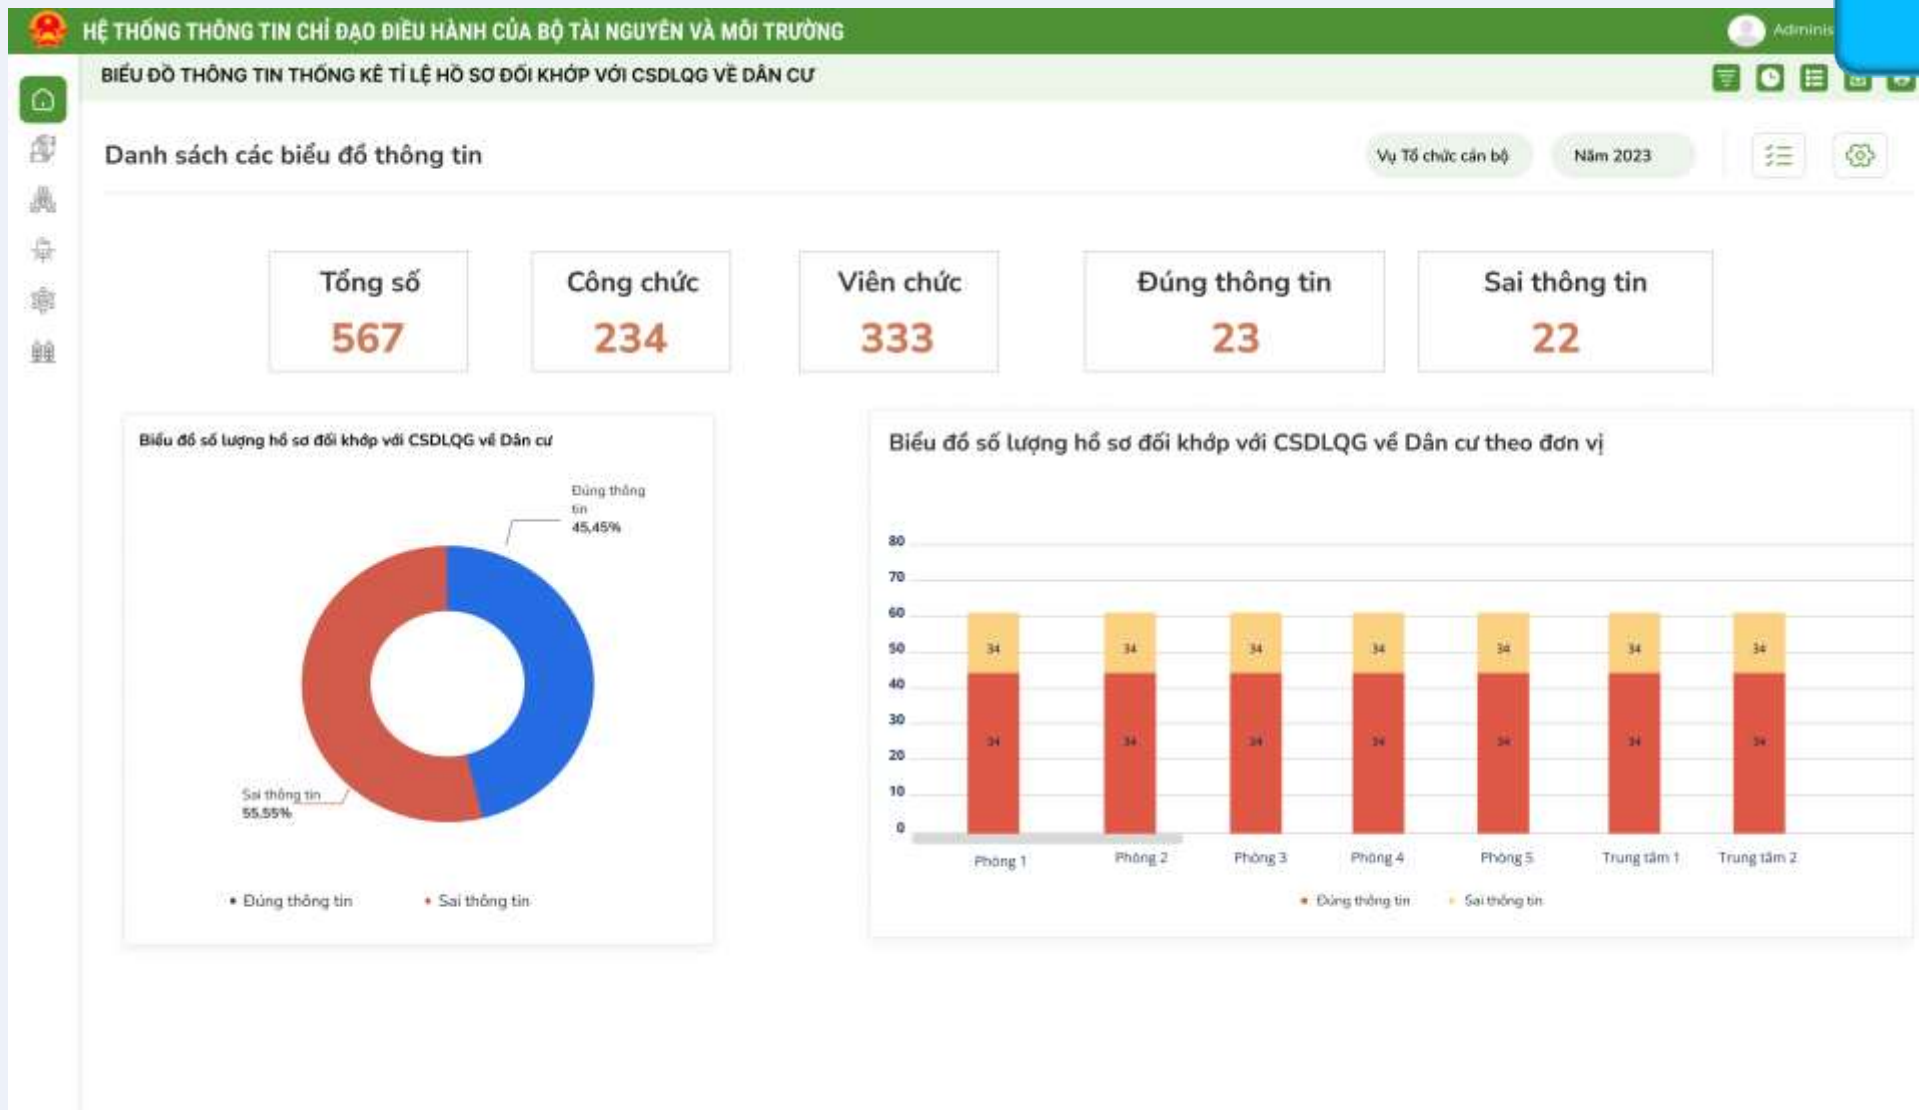 HỆ THỐNG THÔNG TIN CHỈ ĐẠO ĐIỀU HÀNH CỦA BỘ TÀI NGUYÊN VÀ MÔI TRƯỜNG
BIỂU ĐỒ THÔNG TIN THỐNG KÊ TỈ LỆ HỒ SƠ ĐỐI KHỚP VỚI CSDLQG VỀ DÂN CƯ
Danh sách các biểu đồ thông tin
Vụ Tổ chức cán bộ
Năm 2023
Tổng số
567
Công chức
234
Viên chức
333
Đúng thông tin
23
Sai thông tin
22
Biểu đồ số lượng hồ sơ đối khớp với CSDLQG về Dân cư
Đúng thông
tin
45,45%
Sai thông tin
55,55%
Đúng thông tin
Sai thông tin
Biểu đồ số lượng hồ sơ đối khớp với CSDLQG về Dân cư theo đơn vị
80
70
60
50
40
30
20
10
0
34 34 34 34 34 34 34
34 34 34 34 34 34 34
Phòng 1 Phòng 2 Phòng 3 Phòng 4 Phòng 5 Trung tâm 1 Trung tâm 2
Đúng thông tin
Sai thông tin